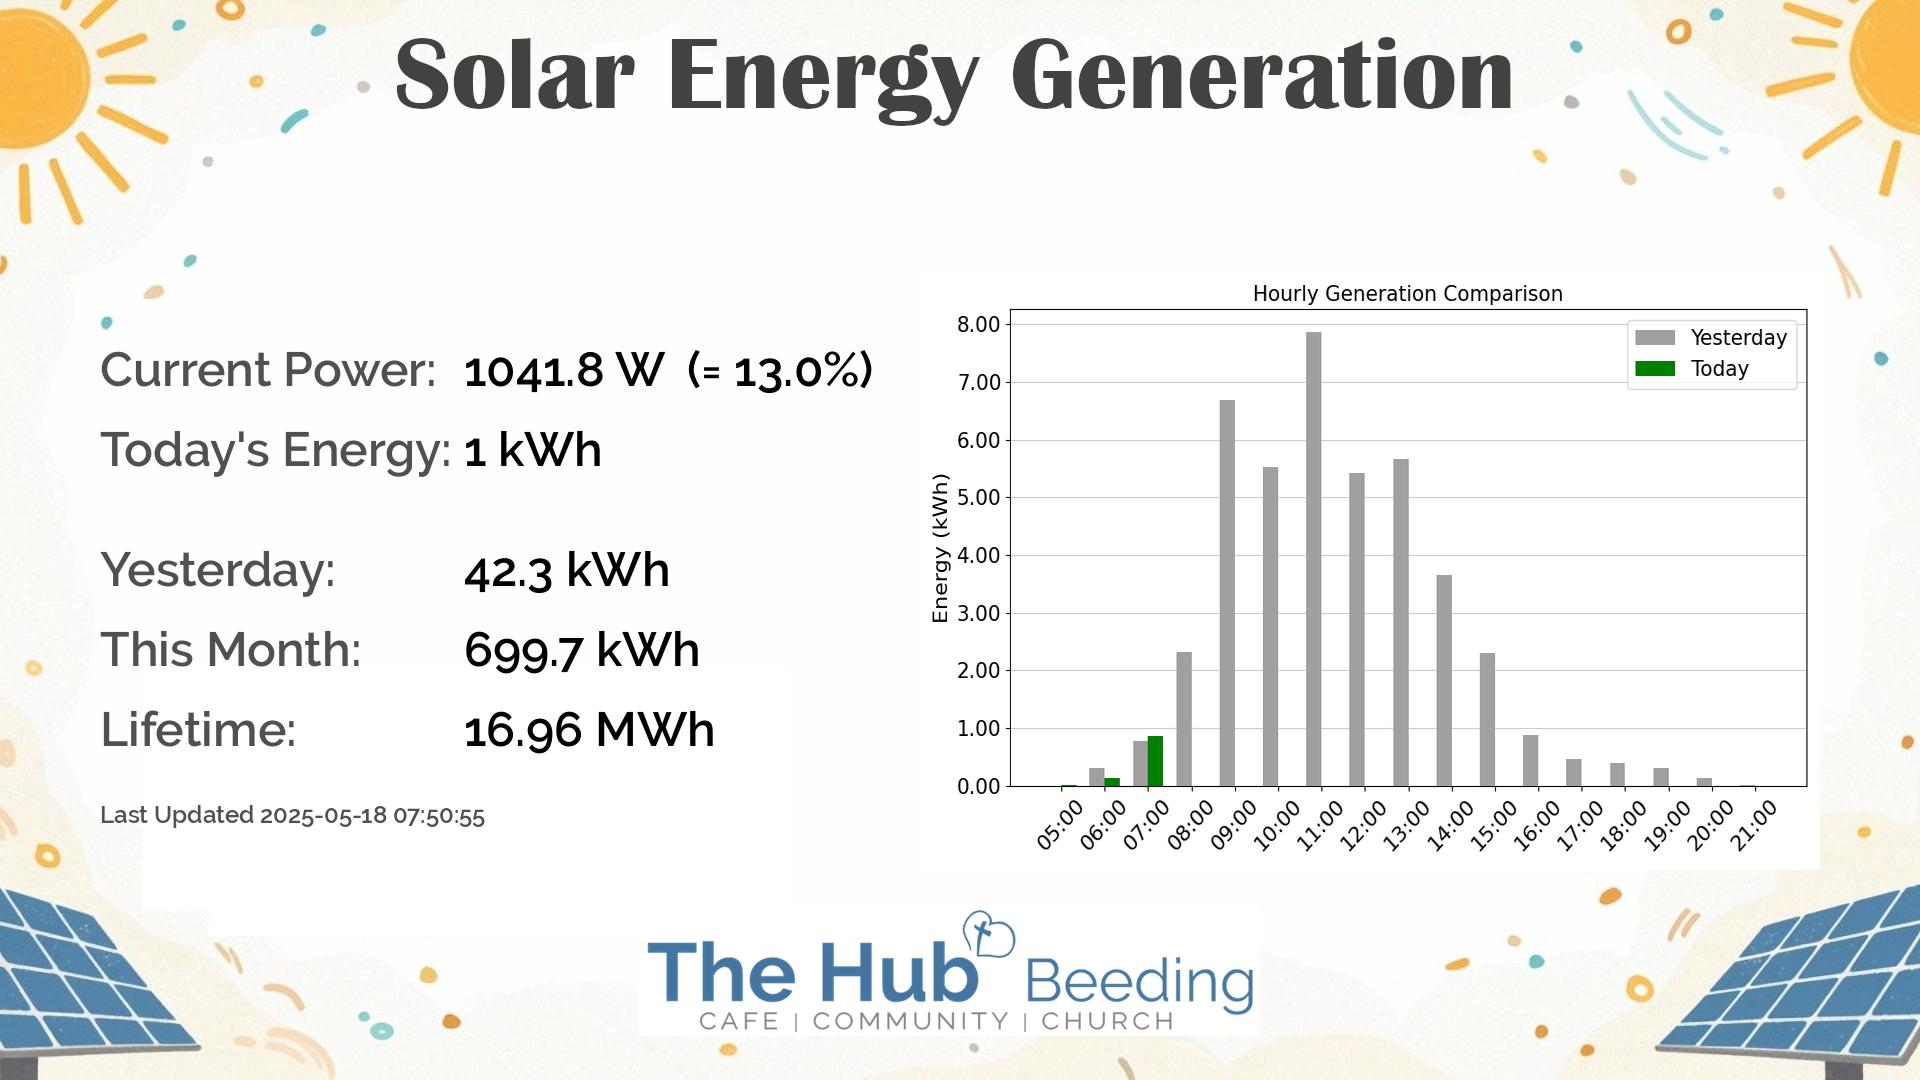 Solar Energy Generation
Current Power: 1041.8 W (= 13.0%)
Today's Energy: 1 kWh
Yesterday: 42.3 kWh
This Month: 699.7 kWh
Lifetime: 16.96 MWh
Last Updated 2025-05-18 07:50:55
Hourly Generation Comparison
Yesterday
Today
Energy (kWh)
8.00
7.00
6.00
5.00
4.00
3.00
2.00
1.00
0.00
05:00 06:00 07:00 08:00 09:00 10:00 11:00 12:00 13:00 14:00 15:00 16:00 17:00 18:00 19:00 20:00 21:00
The Hub Beeding
CAFE | COMMUNITY | CHURCH